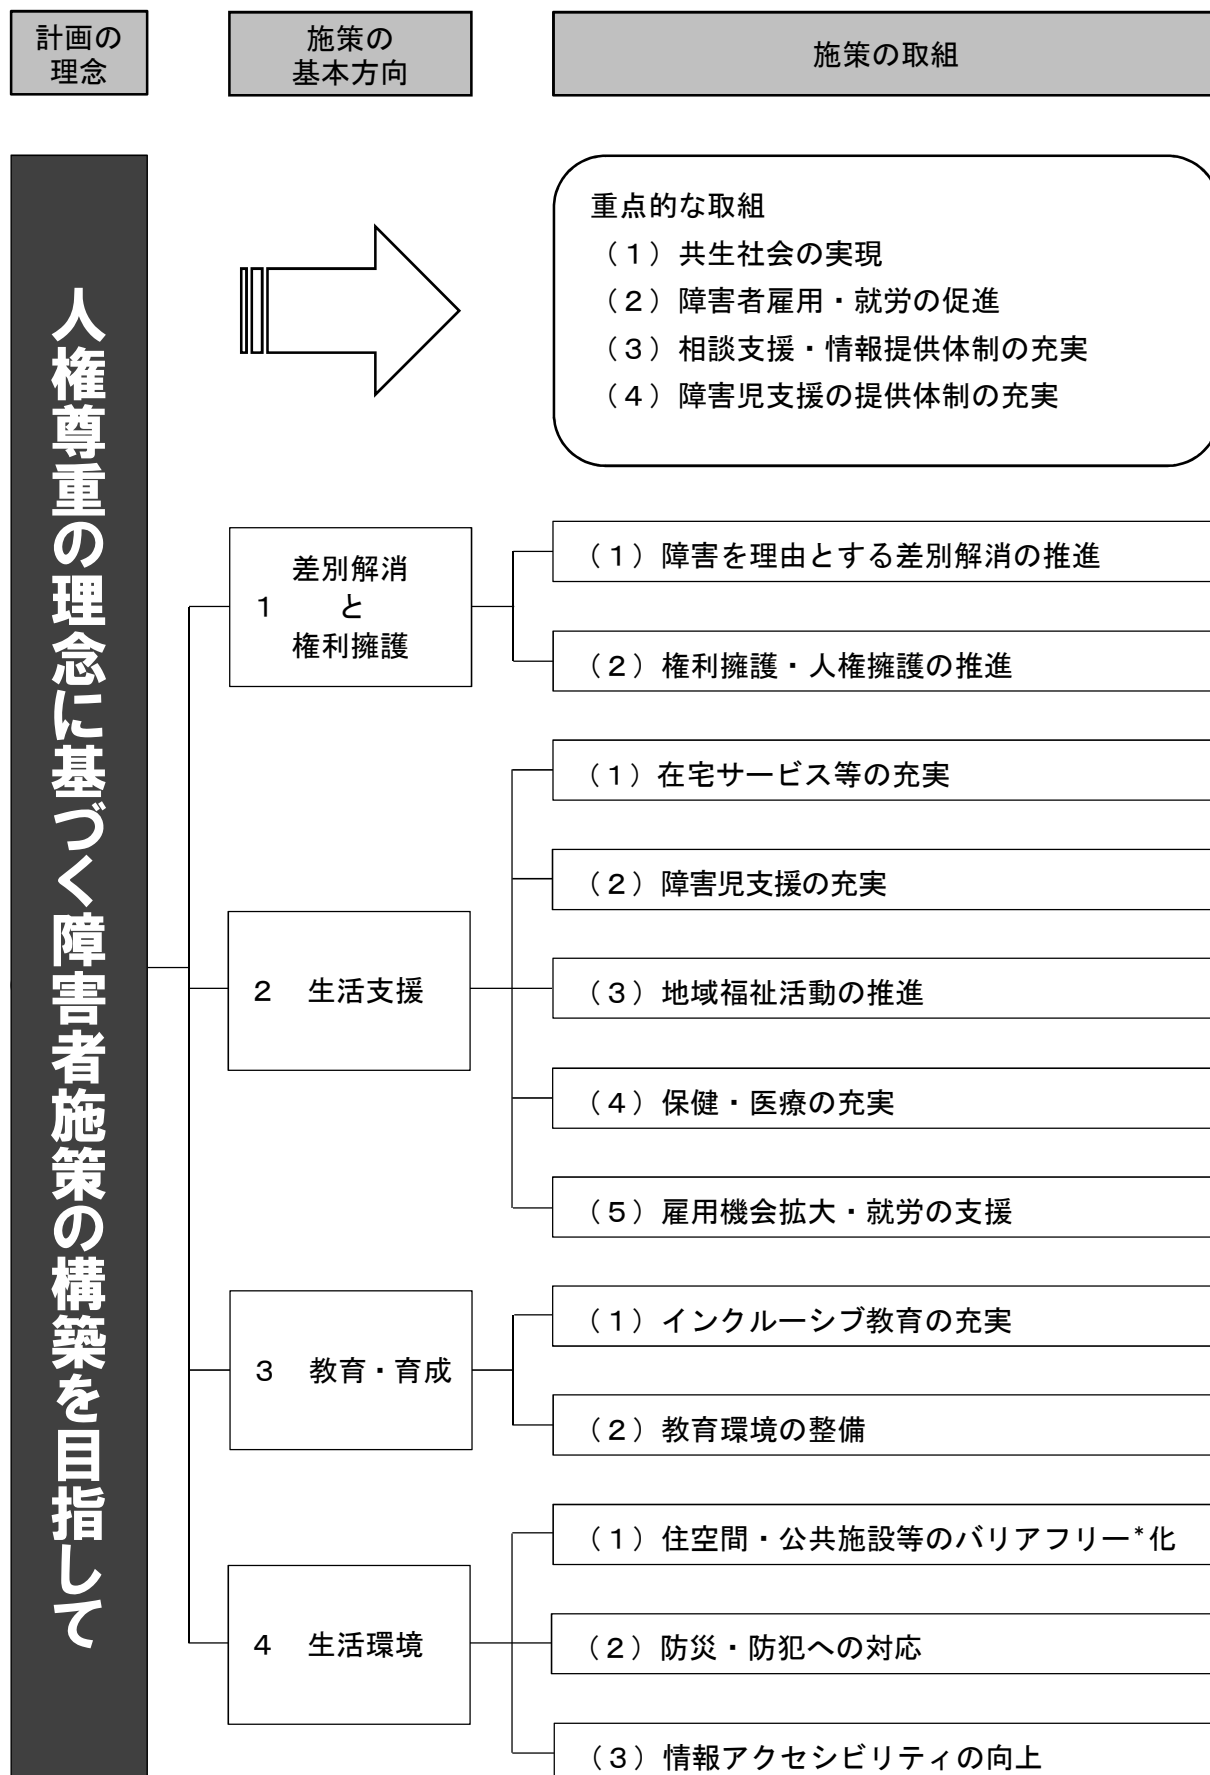 計画の
理念
施策の
基本方向
施策の取組
人権尊重の理念に基づく障害者施策の構築を目指して
重点的な取組
（１）共生社会の実現
（２）障害者雇用・就労の促進
（３）相談支援・情報提供体制の充実
（４）障害児支援の提供体制の充実
１
差別解消
と
権利擁護
（１）障害を理由とする差別解消の推進
（２）権利擁護・人権擁護の推進
２　生活支援
（１）在宅サービス等の充実
（２）障害児支援の充実
（３）地域福祉活動の推進
（４）保健・医療の充実
（５）雇用機会拡大・就労の支援
３　教育・育成
（１）インクルーシブ教育の充実
（２）教育環境の整備
４　生活環境
（１）住空間・公共施設等のバリアフリー*化
（２）防災・防犯への対応
（３）情報アクセシビリティの向上